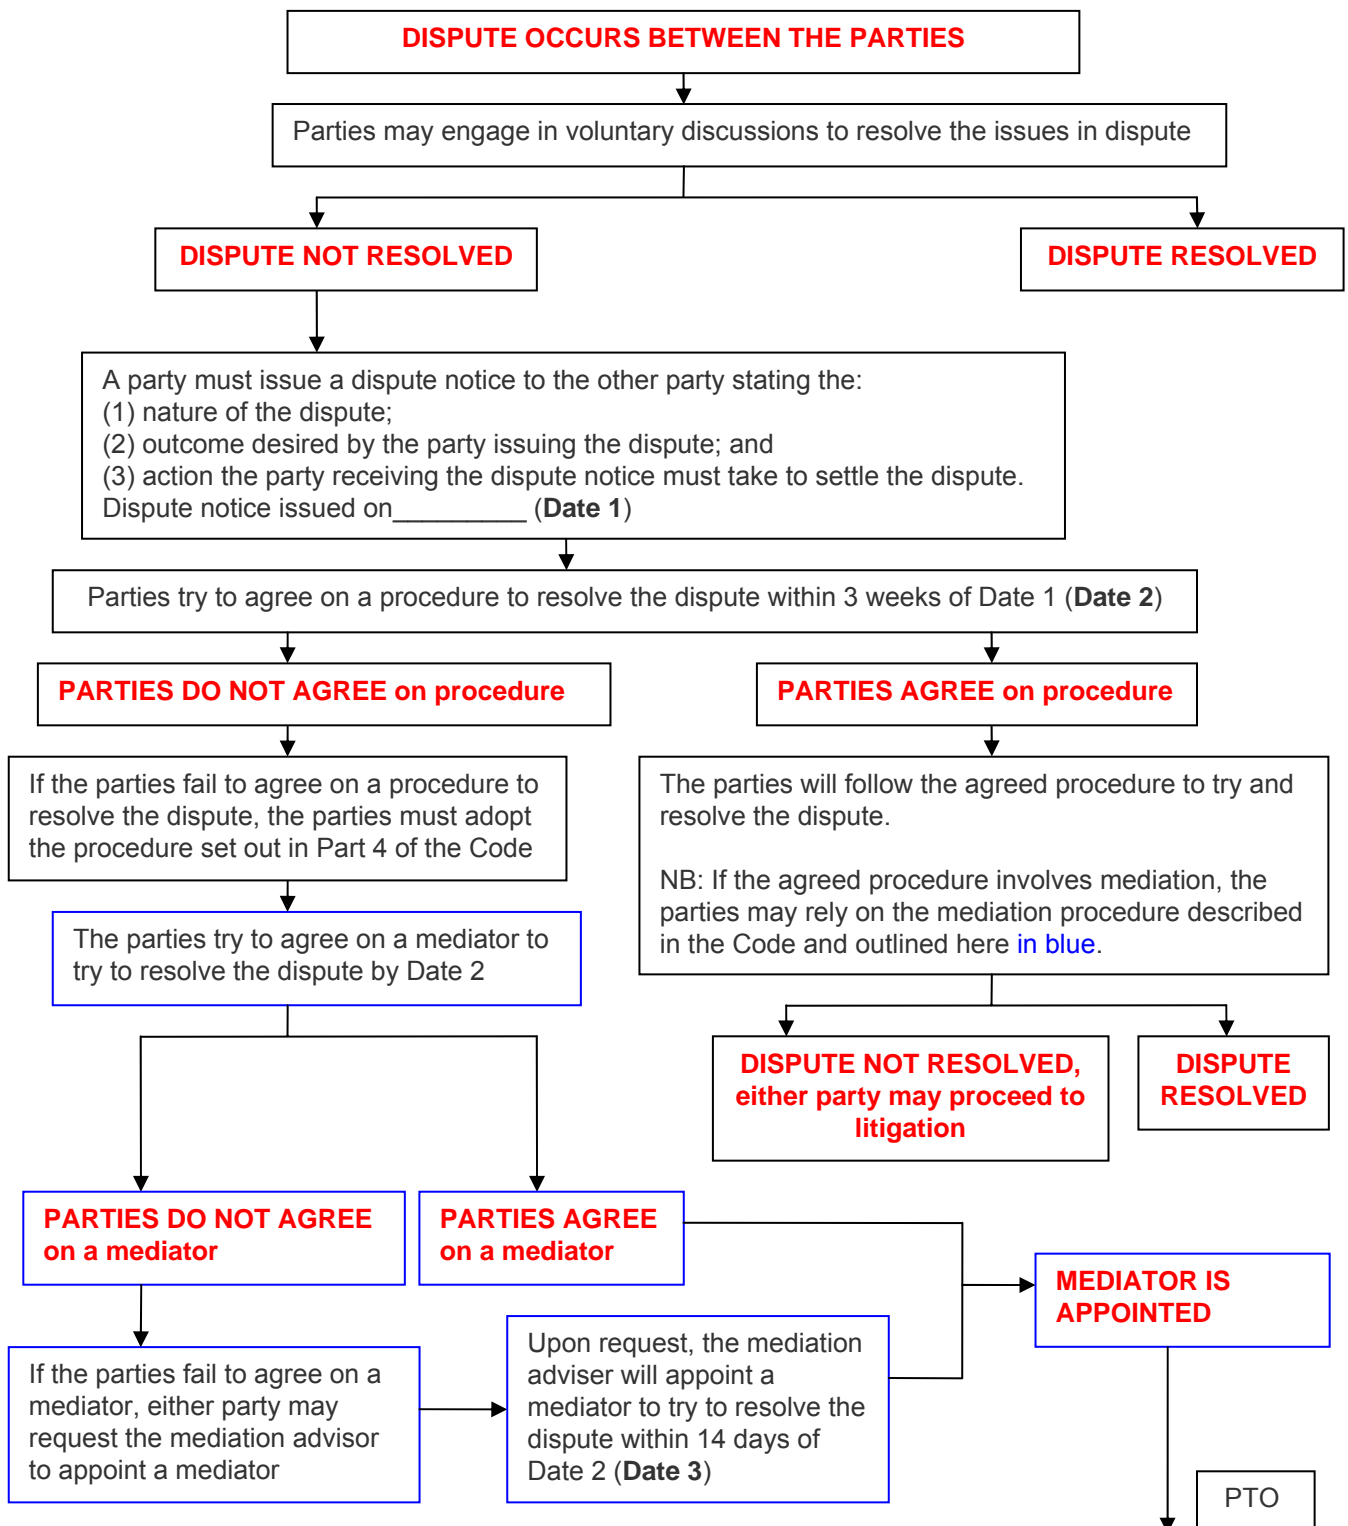 DISPUTE OCCURS BETWEEN THE PARTIES
Parties may engage in voluntary discussions to resolve the issues in dispute
DISPUTE NOT RESOLVED
DISPUTE RESOLVED
A party must issue a dispute notice to the other party stating the:
(1) nature of the dispute;
(2) outcome desired by the party issuing the dispute; and
(3) action the party receiving the dispute notice must take to settle the dispute.
Dispute notice issued on_________ (Date 1)
Parties try to agree on a procedure to resolve the dispute within 3 weeks of Date 1 (Date 2)
PARTIES DO NOT AGREE on procedure
PARTIES AGREE on procedure
If the parties fail to agree on a procedure to
resolve the dispute, the parties must adopt
the procedure set out in Part 4 of the Code
The parties will follow the agreed procedure to try and
resolve the dispute.
NB: If the agreed procedure involves mediation, the
parties may rely on the mediation procedure described
in the Code and outlined here in blue.
The parties try to agree on a mediator to
try to resolve the dispute by Date 2
DISPUTE NOT RESOLVED,
either party may proceed to
litigation
DISPUTE
RESOLVED
PARTIES DO NOT AGREE
on a mediator
PARTIES AGREE
on a mediator
MEDIATOR IS
APPOINTED
If the parties fail to agree on a
mediator, either party may
request the mediation advisor
to appoint a mediator
Upon request, the mediation
adviser will appoint a
mediator to try to resolve the
dispute within 14 days of
Date 2 (Date 3)
PTO